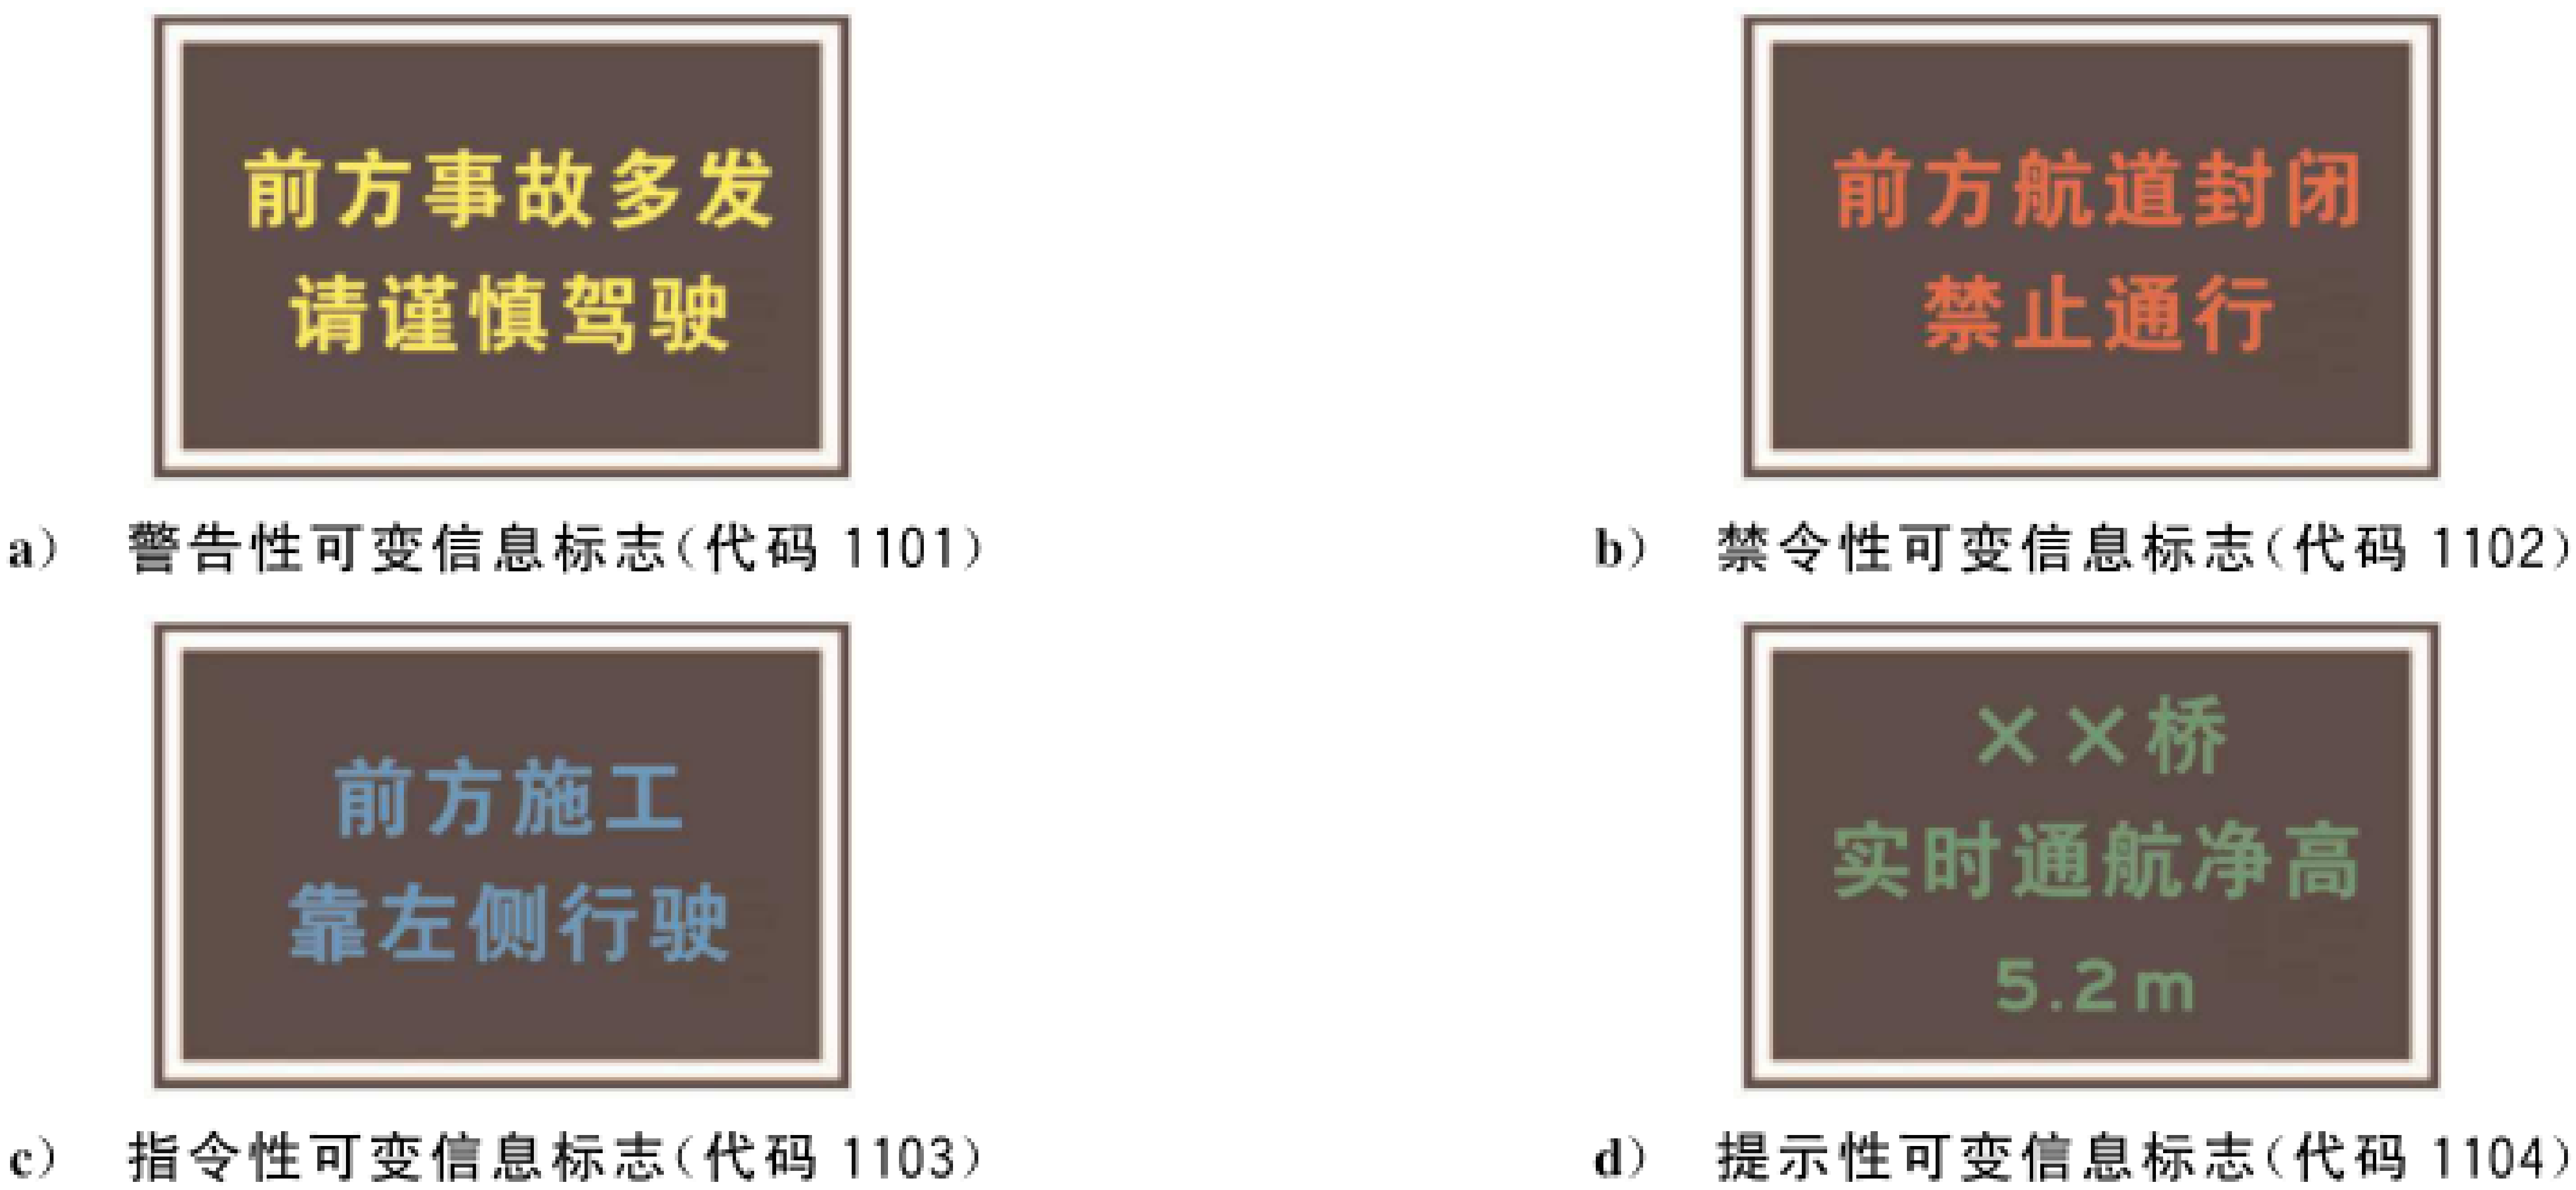 前方事故多发
请谨慎驾驶
a) 警告性可变信息标志(代码 1101)
前方航道封闭
禁止通行
b) 禁令性可变信息标志(代码 1102)
前方施工
靠左侧行驶
c) 指令性可变信息标志(代码 1103)
××桥
实时通航净高
5.2m
d) 提示性可变信息标志(代码 1104)